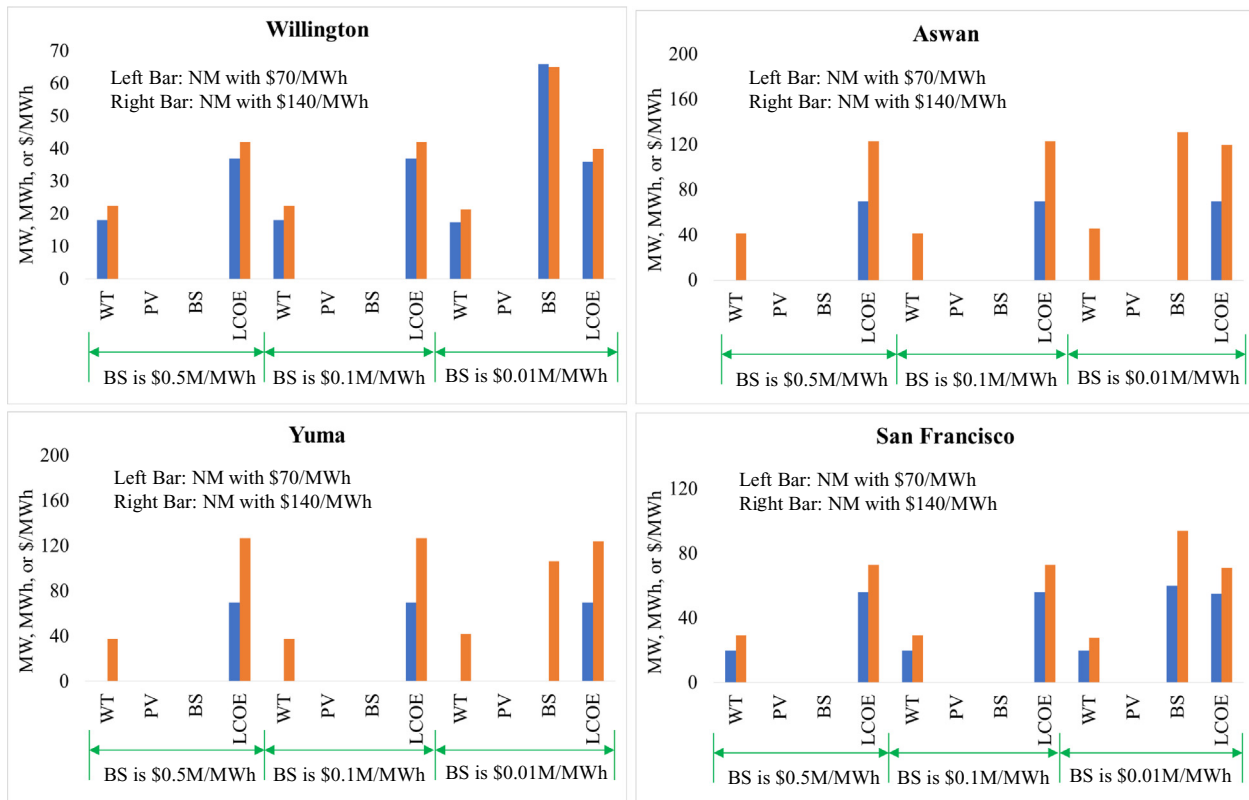 Willington
MW, MWh, or $/MWh
70
60
50
40
30
20
10
0
Left Bar: NM with $70/MWh
Right Bar: NM with $140/MWh
WT PV BS LCOE WT PV BS LCOE WT PV BS LCOE
BS is $0.5M/MWh BS is $0.1M/MWh BS is $0.01M/MWh
Aswan
MW, MWh, or $/MWh
200
160
120
80
40
0
Left Bar: NM with $70/MWh
Right Bar: NM with $140/MWh
WT PV BS LCOE WT PV BS LCOE WT PV BS LCOE
BS is $0.5M/MWh BS is $0.1M/MWh BS is $0.01M/MWh
Yuma
MW, MWh, or $/MWh
200
160
120
80
40
0
Left Bar: NM with $70/MWh
Right Bar: NM with $140/MWh
WT PV BS LCOE WT PV BS LCOE WT PV BS LCOE
BS is $0.5M/MWh BS is $0.1M/MWh BS is $0.01M/MWh
San Francisco
MW, MWh, or $/MWh
120
80
40
0
Left Bar: NM with $70/MWh
Right Bar: NM with $140/MWh
WT PV BS LCOE WT PV BS LCOE WT PV BS LCOE
BS is $0.5M/MWh BS is $0.1M/MWh BS is $0.01M/MWh